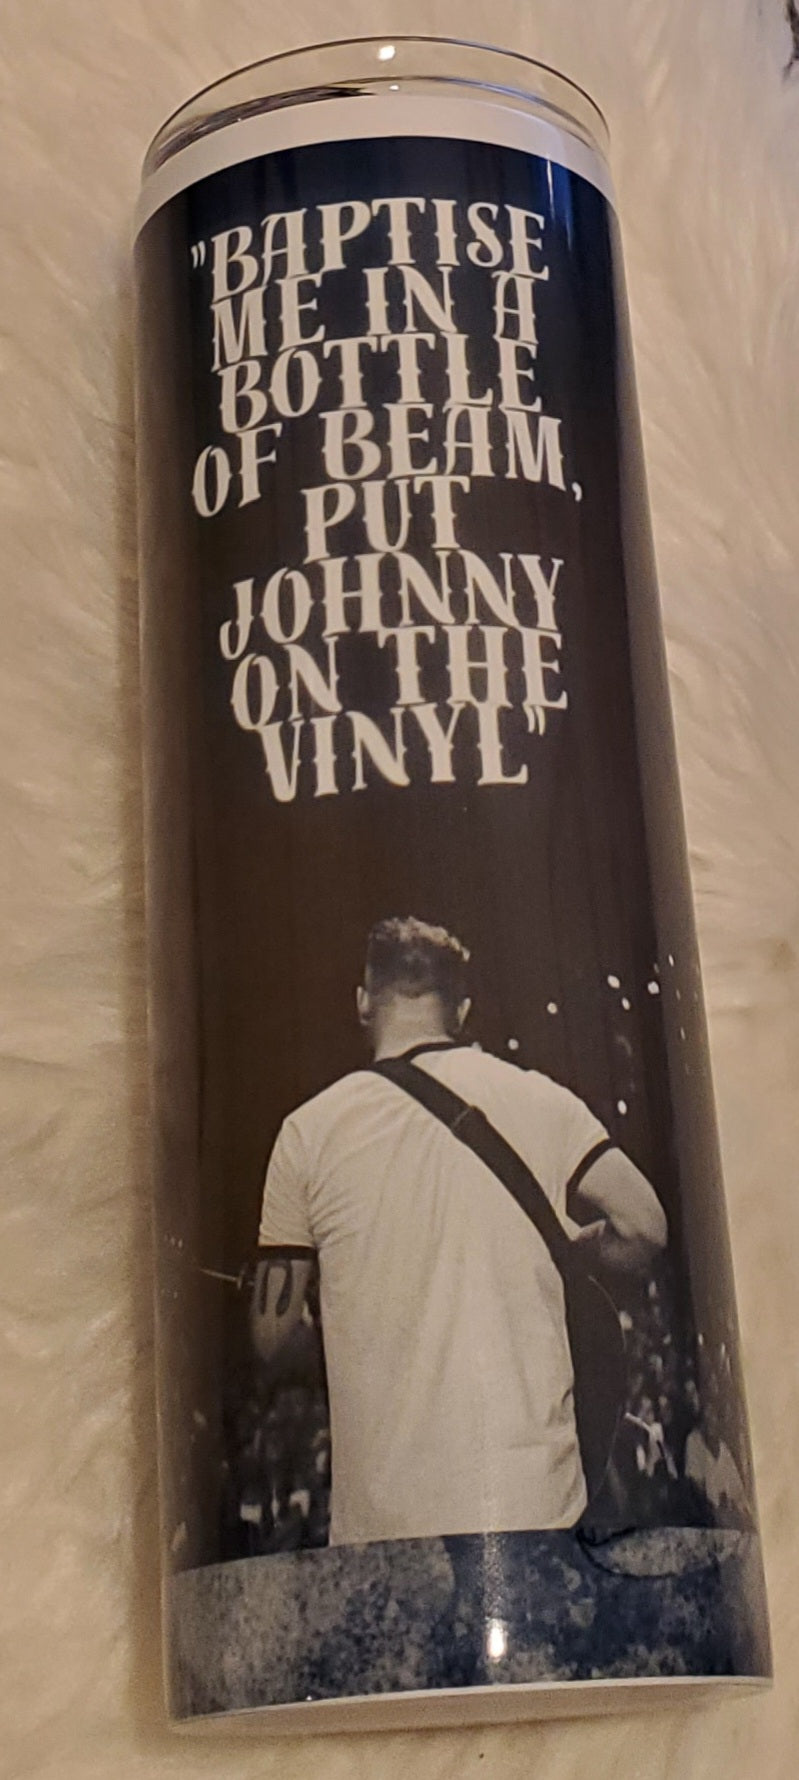 "BAPTISE
ME IN A
BOTTLE
OF BEAM,
PUT
JOHNNY
ON THE
VINYL"